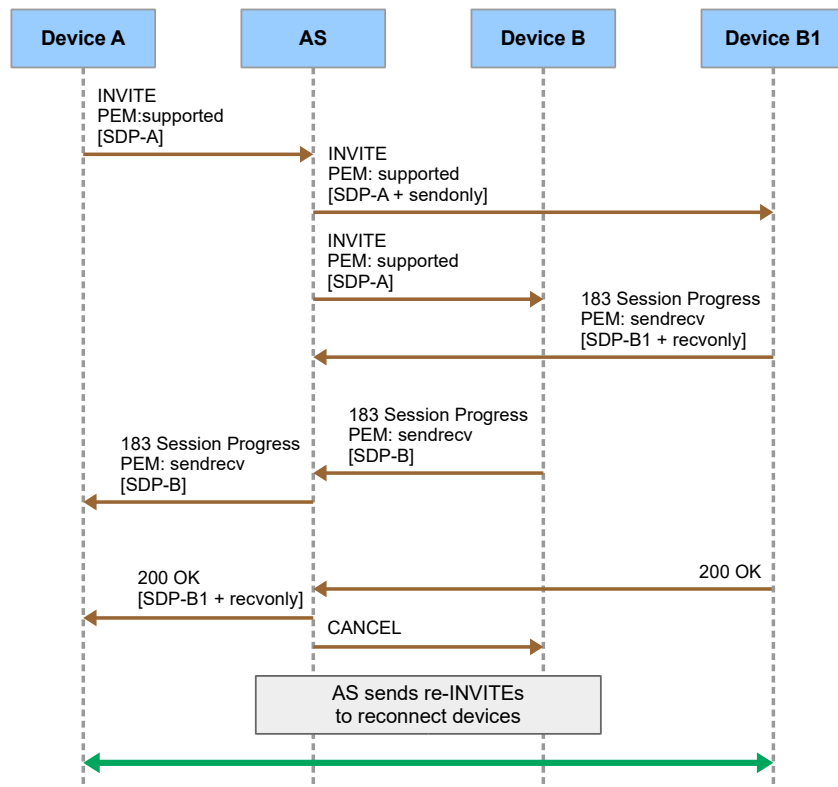 Device A
AS
Device B
Device B1
INVITE
PEM:supported
[SDP-A]
INVITE
PEM: supported
[SDP-A + sendonly]
INVITE
PEM: supported
[SDP-A]
183 Session Progress
PEM: sendrecv
[SDP-B1 + recvonly]
183 Session Progress
PEM: sendrecv
[SDP-B]
183 Session Progress
PEM: sendrecv
[SDP-B]
200 OK
200 OK
[SDP-B1 + recvonly]
CANCEL
AS sends re-INVITEs
to reconnect devices